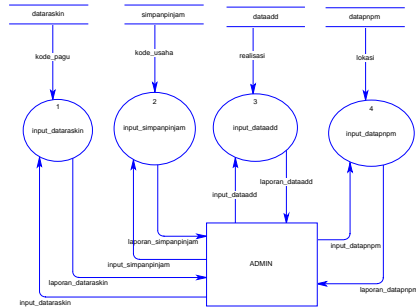 dataraskin
simpanpinjam
dataadd
datapnpm
kode_pagu
kode_usaha
realisasi
lokasi
1
input_dataraskin
2
input_simpanpinjam
3
input_dataadd
4
input_datapnpm
laporan_dataadd
input_dataadd
laporan_simpanpinjam
input_datapnpm
input_simpanpinjam
ADMIN
laporan_dataraskin
laporan_datapnpm
input_dataraskin